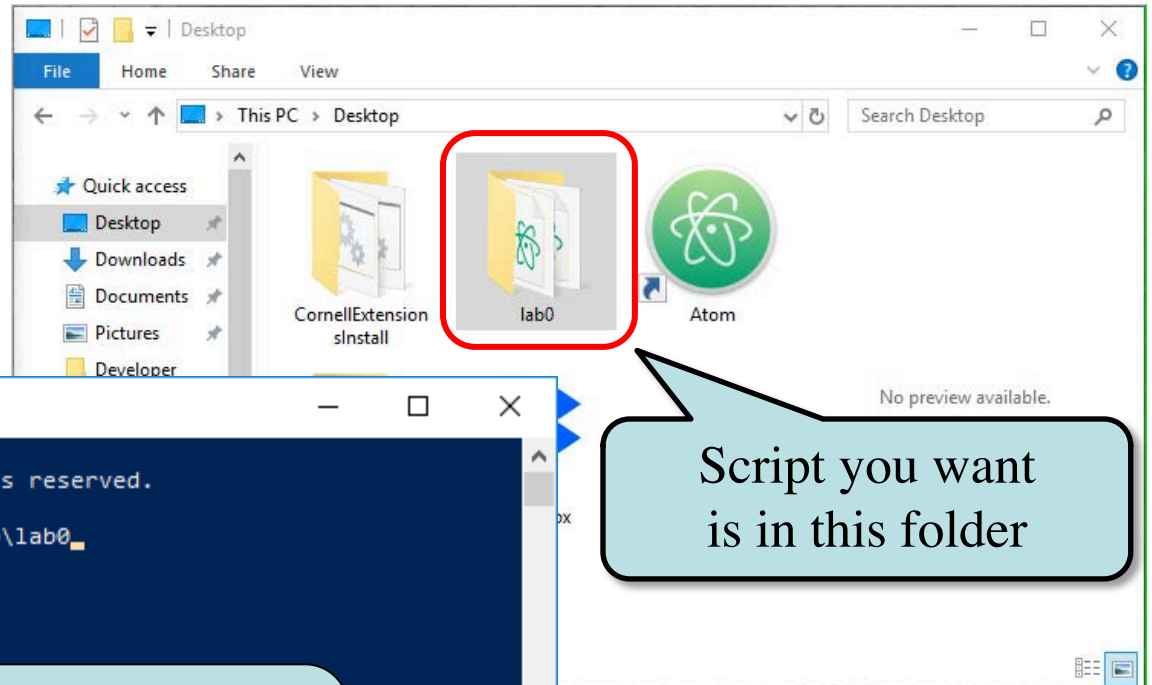 Desktop
File Home Share View
This PC > Desktop
Search Desktop
Quick access
Desktop
Downloads
Documents
Pictures
Developer
CornellExtension
sInstall
lab0
Atom
No preview available.
Script you want
is in this folder
s reserved.
\lab0_